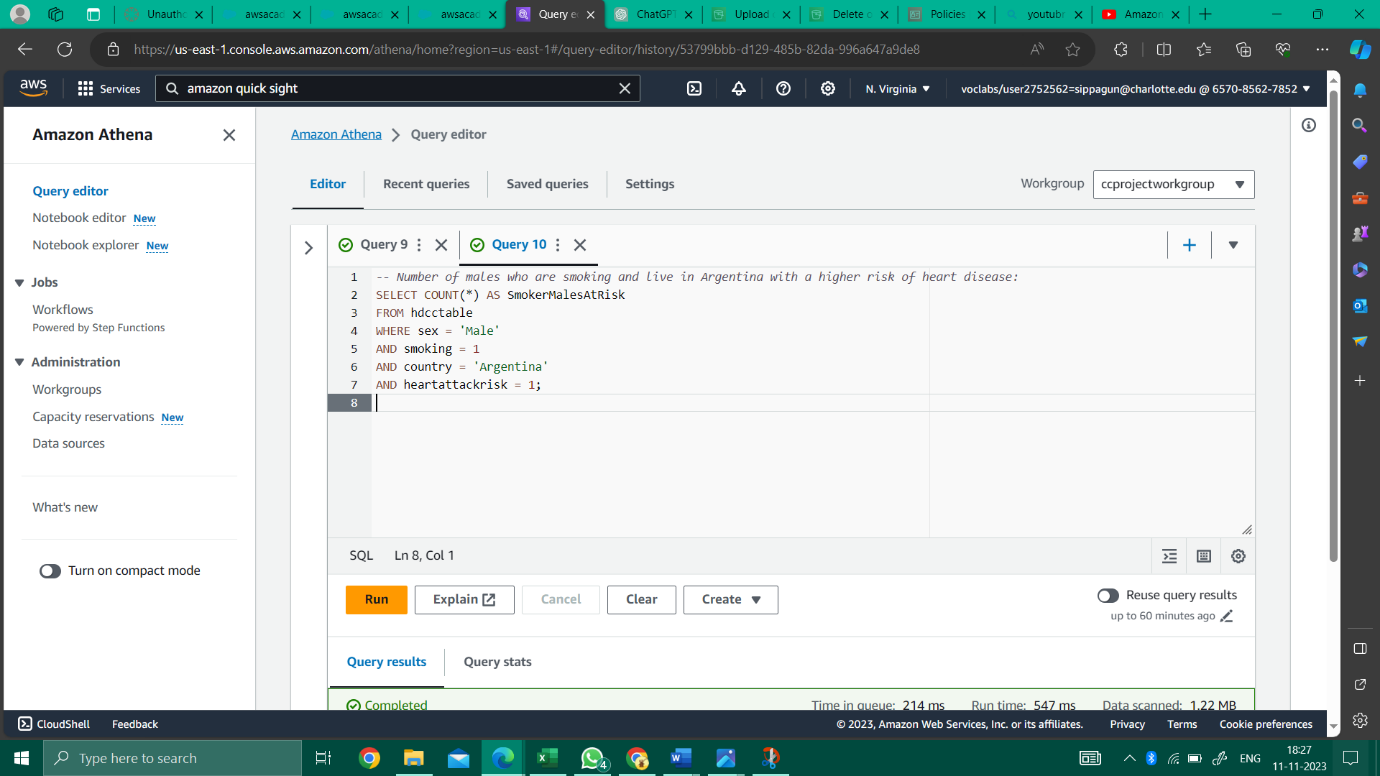 Unautho
awsacad
awsacad
awsacad
Query e
ChatGPT
Upload
Delete
Policies
youtube
Amazon
https://us-east-1.console.aws.amazon.com/athena/home?region=us-east-1#/query-editor/history/53799bbb-d129-485b-82da-996a647a9de8
aws
Services
amazon quick sight
N. Virginia
voclabs/user2752562=sippagun@charlotte.edu @ 6570-8562-7852
Amazon Athena
Query editor
Notebook editor New
Notebook explorer New
Jobs
Workflows
Powered by Step Functions
Administration
Workgroups
Capacity reservations New
Data sources
What's new
Turn on compact mode
Amazon Athena > Query editor
Editor
Recent queries
Saved queries
Settings
Workgroup
ccprojectworkgroup
Query 9
Query 10
1 -- Number of males who are smoking and live in Argentina with a higher risk of heart disease:
2 SELECT COUNT(*) AS SmokerMalesAtRisk
3 FROM hdcctable
4 WHERE sex = 'Male'
5 AND smoking = 1
6 AND country = 'Argentina'
7 AND heartattackrisk = 1;
8
SQL Ln 8, Col 1
Run
Explain
Cancel
Clear
Create
Reuse query results
up to 60 minutes ago
Query results
Query stats
Completed
Time in queue: 214 ms Run time: 547 ms Data scanned: 1.22 MB
CloudShell
Feedback
© 2023, Amazon Web Services, Inc. or its affiliates.
Privacy
Terms
Cookie preferences
Type here to search
4
ENG
18:27
11-11-2023